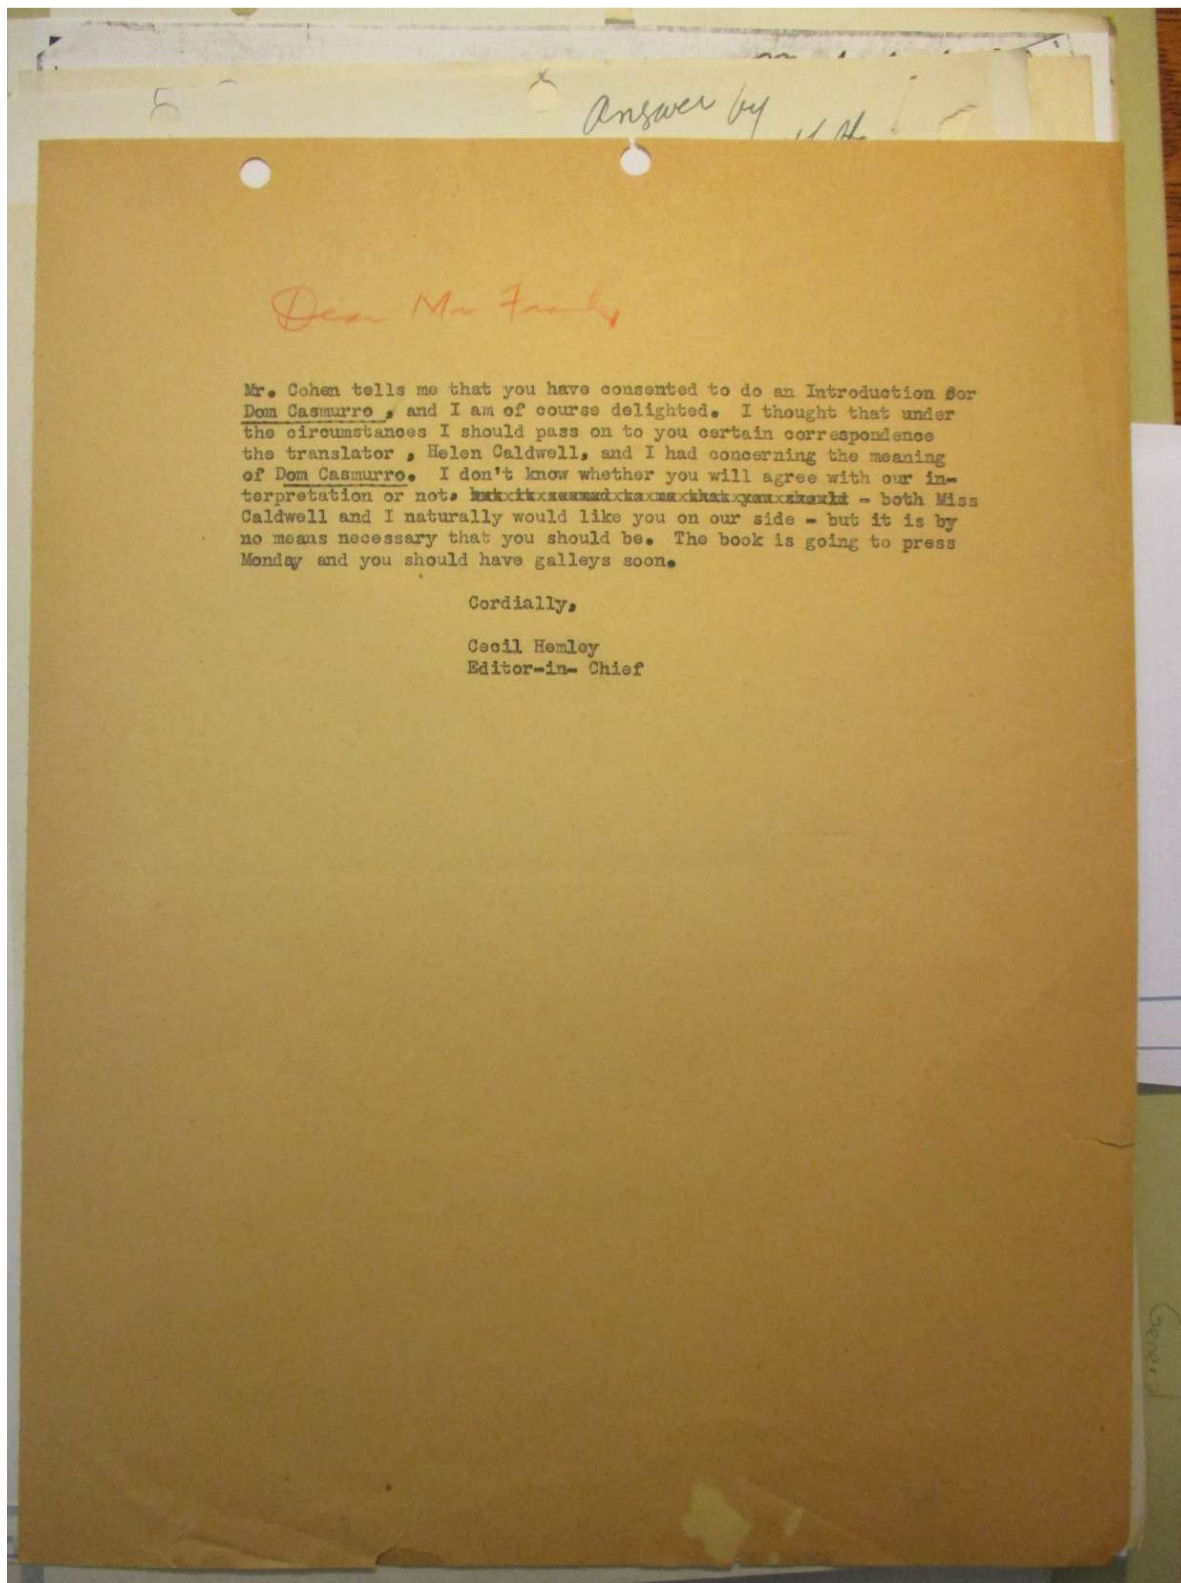 Answer by
Dear Mr Frank,
Mr. Cohen tells me that you have consented to do an Introduction for
Dom Casmurro , and I am of course delighted. I thought that under
the circumstances I should pass on to you certain correspondence
the translator , Helen Caldwell, and I had concerning the meaning
of Dom Casmurro. I don't know whether you will agree with our in-
terpretation or not. - both Miss
Caldwell and I naturally would like you on our side - but it is by
no means necessary that you should be. The book is going to press
Monday and you should have galleys soon.
Cordially,
Cecil Hemley
Editor-in- Chief
General